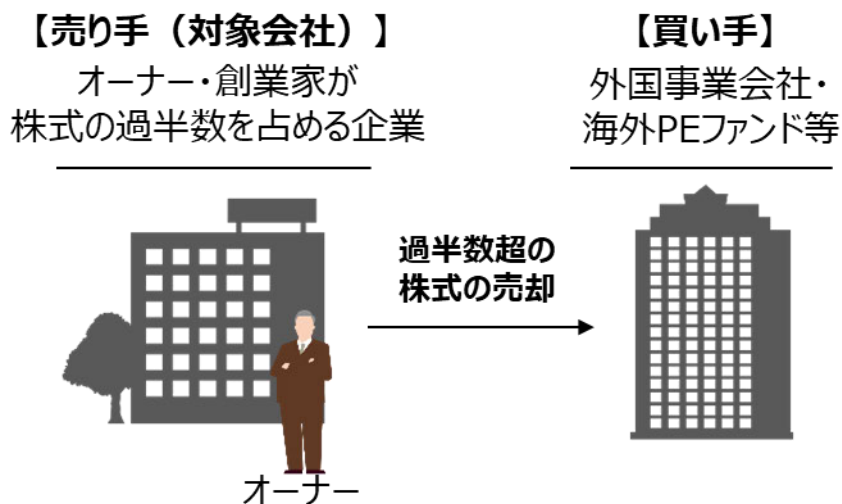 【売り手（対象会社）】
オーナー・創業家が
株式の過半数を占める企業
【買い手】
外国事業会社・
海外PEファンド等
過半数超の
株式の売却
オーナー